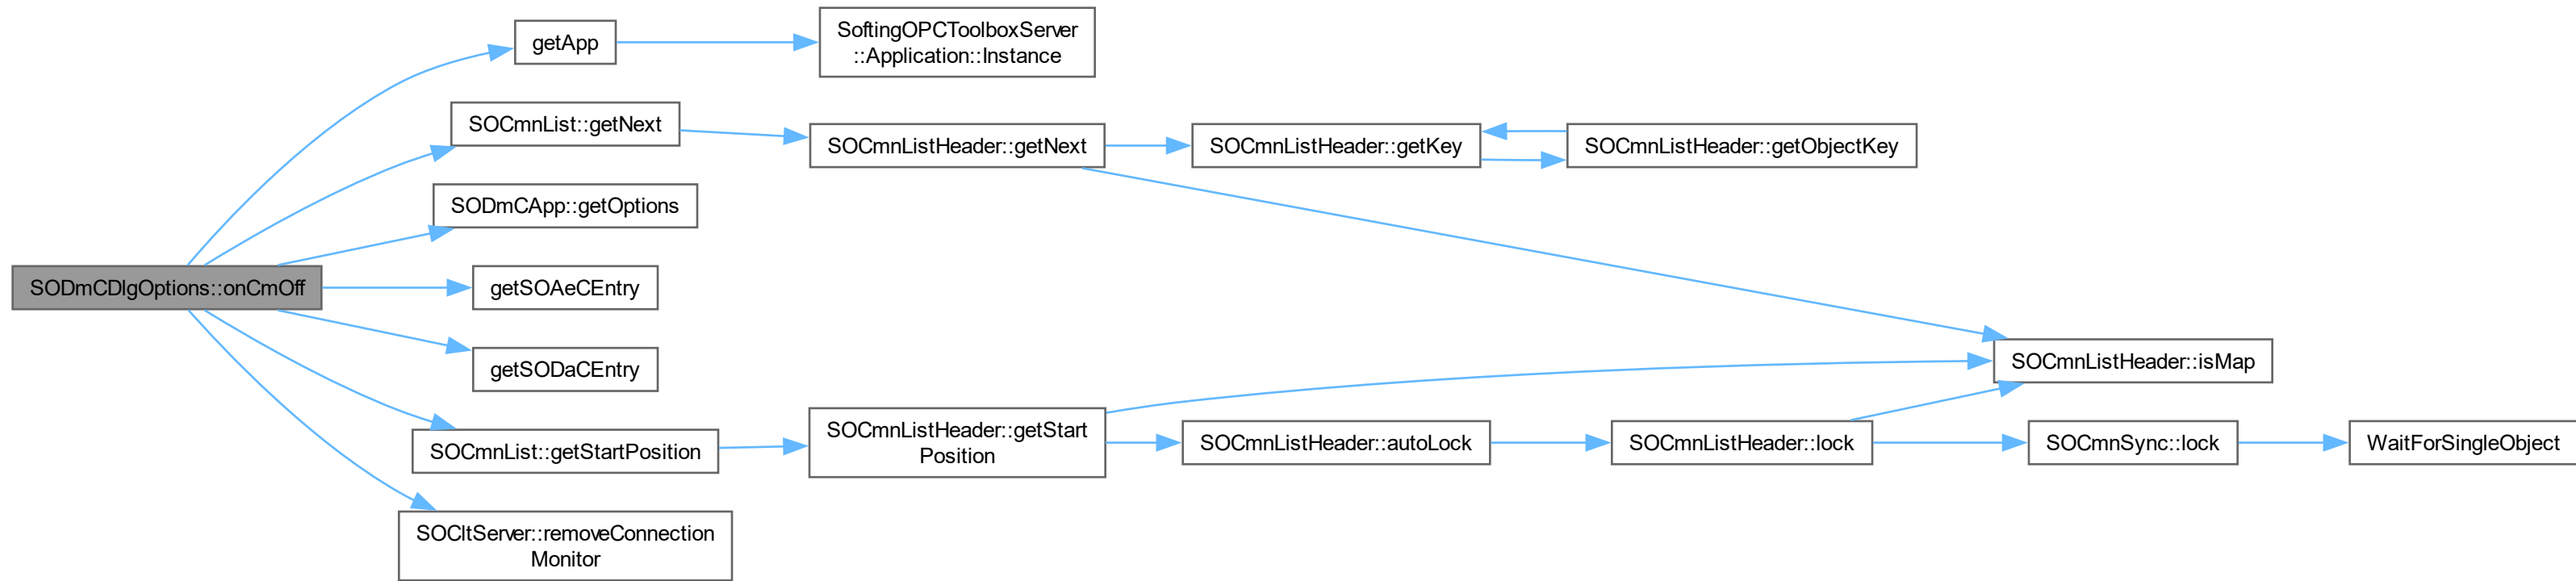 getApp
SoftingOPCToolboxServer
::Application::Instance
SOCmnList::getNext
SOCmnListHeader::getNext
SOCmnListHeader::getKey
SOCmnListHeader::getObjectKey
SODmCApp::getOptions
SODmCDlgOptions::onCmOff
getSOAeCEntry
getSODaCEntry
SOCmnListHeader::isMap
SOCmnList::getStartPosition
SOCmnListHeader::getStart
Position
SOCmnListHeader::autoLock
SOCmnListHeader::lock
SOCmnSync::lock
WaitForSingleObject
SOCltServer::removeConnection
Monitor